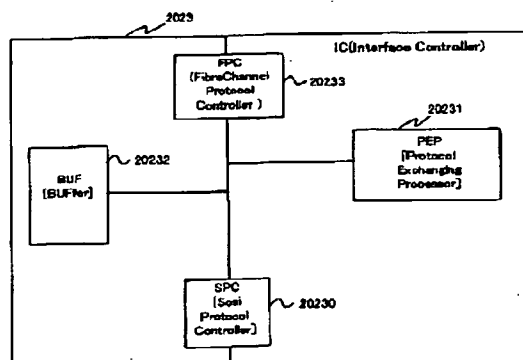 2023
IC(Interface Controller)
FPC
(FibreChannel
Protocol
Controller )
20233
20231
PEP
[Protocol
Exchanging
Processor]
20232
BUF
[BUFfer]
SPC
[Scsi
Protocol
Controller]
20230